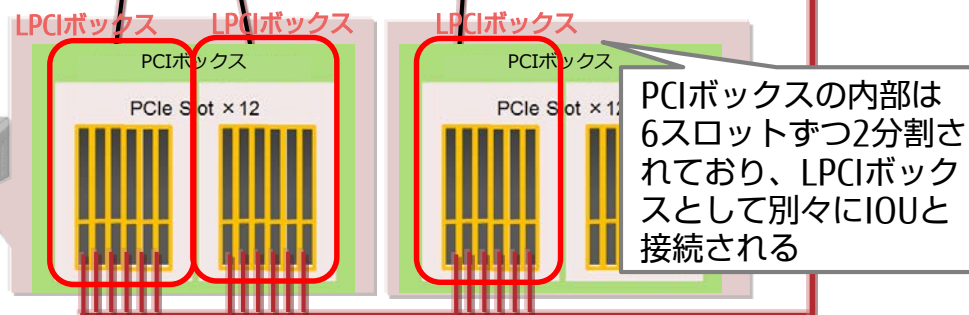 LPCIボックス LPCIボックス LPCIボックス
PCIボックス PCIボックス
PCIe Slot ×12 PCIe Slot ×12
PCIボックスの内部は
6スロットずつ2分割さ
れており、LPCIボック
スとして別々にIOUと
接続される